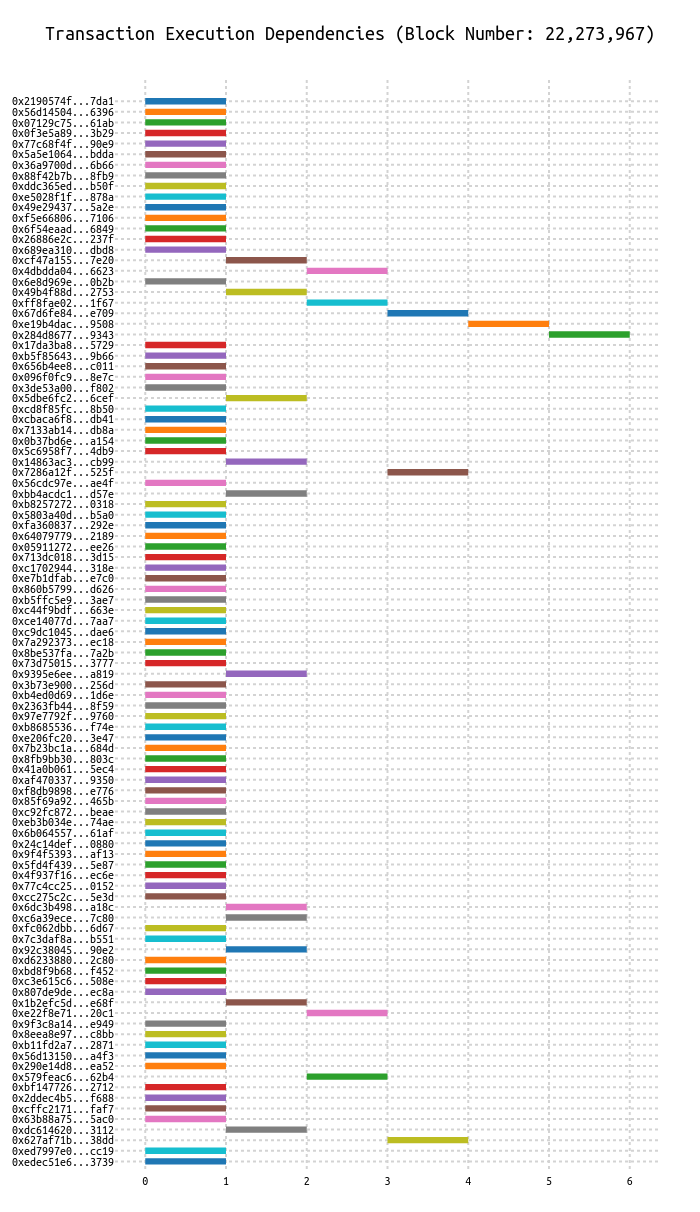 Transaction Execution Dependencies (Block Number: 22,273,967)
0x2190574f...7da1
0x56d14504...6396
0x07129c75...61ab
0x0f3e5a89...3b29
0x77c68f4f...90e9
0x5a5e1064...bdda
0x36a9700d...6b66
0x88f42b7b...8fb9
0xddc365ed...b50f
0xe5028f1f...878a
0x49e29437...5a2e
0xf5e66806...7106
0x6f54eaad...6849
0x26886e2c...237f
0x689ea310...dbd8
0xcf47a155...7e20
0x4dbdda04...6623
0x6e8d969e...0b2b
0x49b4f88d...2753
0xff8fae02...1f67
0x67d6fe84...e709
0xe19b4dac...9508
0x284d8677...9343
0x17da3ba8...5729
0xb5f85643...9b66
0x656b4ee8...c011
0x096f0fc9...8e7c
0x3de53a00...f802
0x5dbe6fc2...6cef
0xcd8f85fc...8b50
0xcbaca6f8...db41
0x7133ab14...db8a
0x0b37bd6e...a154
0x5c6958f7...4db9
0x14863ac3...cb99
0x7286a12f...525f
0x56cdc97e...ae4f
0xbb4acdc1...d57e
0xb8257272...0318
0x5803a40d...b5a0
0xfa360837...292e
0x64079779...2189
0x05911272...ee26
0x713dc018...3d15
0xc1702944...318e
0xe7b1dfab...e7c0
0x860b5799...d626
0xb5ffc5e9...3ae7
0xc44f9bdf...663e
0xce14077d...7aa7
0xc9dc1045...dae6
0x7a292373...ec18
0x8be537fa...7a2b
0x73d75015...3777
0x9395e6ee...a819
0x3b73e900...256d
0xb4ed0d69...1d6e
0x2363fb44...8f59
0x97e7792f...9760
0xb8685536...f74e
0xe206fc20...3e47
0x7b23bc1a...684d
0x8fb9bb30...803c
0x41a0b061...5ec4
0xaf470337...9350
0xf8db9898...e776
0x85f69a92...465b
0xc92fc872...beae
0xeb3b034e...74ae
0x6b064557...61af
0x24c14def...0880
0x9f4f5393...af13
0x5fd4f439...5e87
0x4f937f16...ec6e
0x77c4cc25...0152
0xcc275c2c...5e3d
0x6dc3b498...a18c
0xc6a39ece...7c80
0xfc062dbb...6d67
0x7c3daf8a...b551
0x92c38045...90e2
0xd6233880...2c80
0xbd8f9b68...f452
0xc3e615c6...508e
0x807de9de...ec8a
0x1b2efc5d...e68f
0xe22f8e71...20c1
0x9f3c8a14...e949
0x8eea8e97...c8bb
0xb11fd2a7...2871
0x56d13150...a4f3
0x290e14d8...ea52
0x579feac6...62b4
0xbf147726...2712
0x2ddec4b5...f688
0xcffc2171...faf7
0x63b88a75...5ac0
0xdc614620...3112
0x627af71b...38dd
0xed7997e0...cc19
0xedec51e6...3739
0 1 2 3 4 5 6